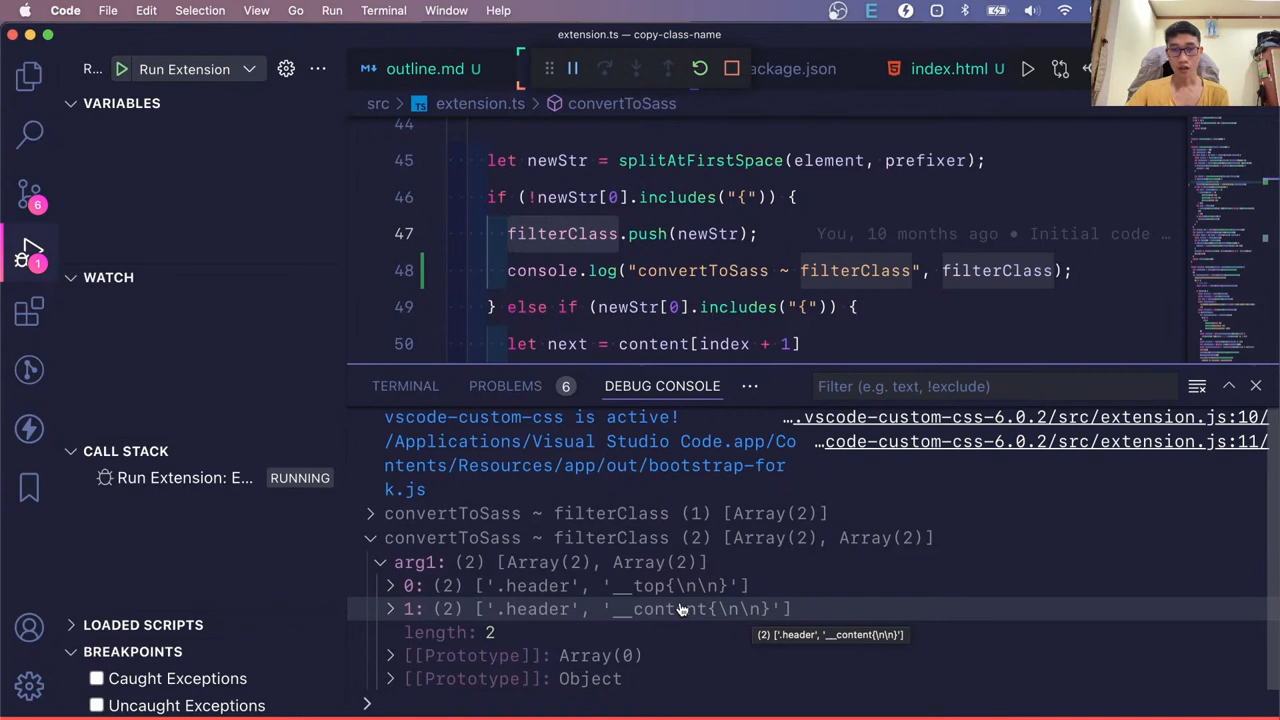 Code File Edit Selection View Go Run Terminal Window Help
extension.ts — copy-class-name
R... Run Extension
outline.md U
ackage.json
index.html U
VARIABLES
src > extension.ts > convertToSass
44
45 let newStr = splitAtFirstSpace(element, prefixer);
46 if (!newStr[0].includes("{")) {
47 filterClass.push(newStr); You, 10 months ago • Initial code …
48 console.log("convertToSass ~ filterClass", filterClass);
49 } else if (newStr[0].includes("{")) {
50 let next = content[index + 1]
6
1
WATCH
TERMINAL PROBLEMS 6 DEBUG CONSOLE
Filter (e.g. text, !exclude)
vscode-custom-css is active! ….vscode-custom-css-6.0.2/src/extension.js:10/
/Applications/Visual Studio Code.app/Co …code-custom-css-6.0.2/src/extension.js:11/
ntents/Resources/app/out/bootstrap-for
k.js
CALL STACK
Run Extension: E... RUNNING
convertToSass ~ filterClass (1) [Array(2)]
convertToSass ~ filterClass (2) [Array(2), Array(2)]
arg1: (2) [Array(2), Array(2)]
0: (2) ['.header', '__top{\n\n}']
1: (2) ['.header', '__content{\n\n}']
length: 2
(2) ['.header', '__content{\n\n}']
[[Prototype]]: Array(0)
[[Prototype]]: Object
LOADED SCRIPTS
BREAKPOINTS
Caught Exceptions
Uncaught Exceptions